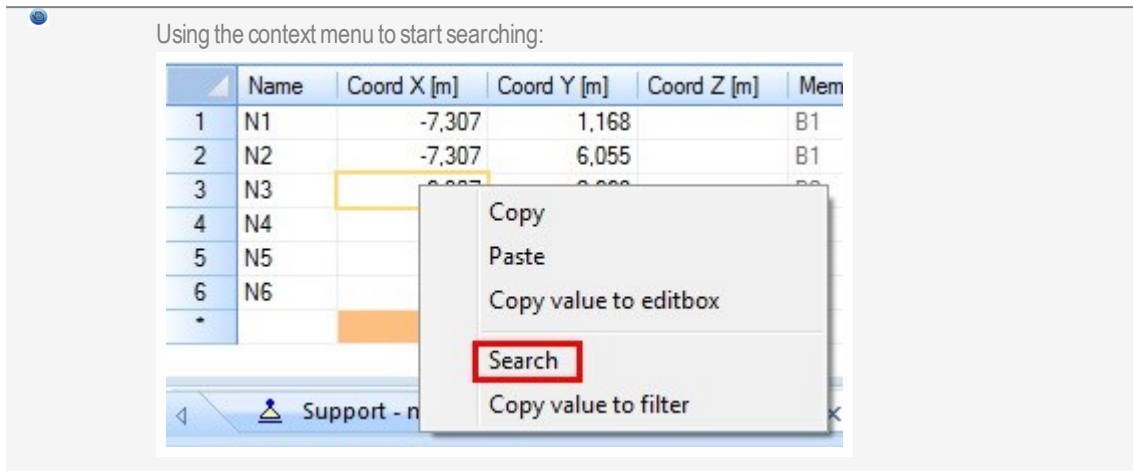 Using the context menu to start searching:
Name Coord X [m] Coord Y [m] Coord Z [m] Mem
1 N1 -7,307 1,168 B1
2 N2 -7,307 6,055 B1
3 N3
4 N4
5 N5
6 N6
*
Copy
Paste
Copy value to editbox
Search
Copy value to filter
Support - n